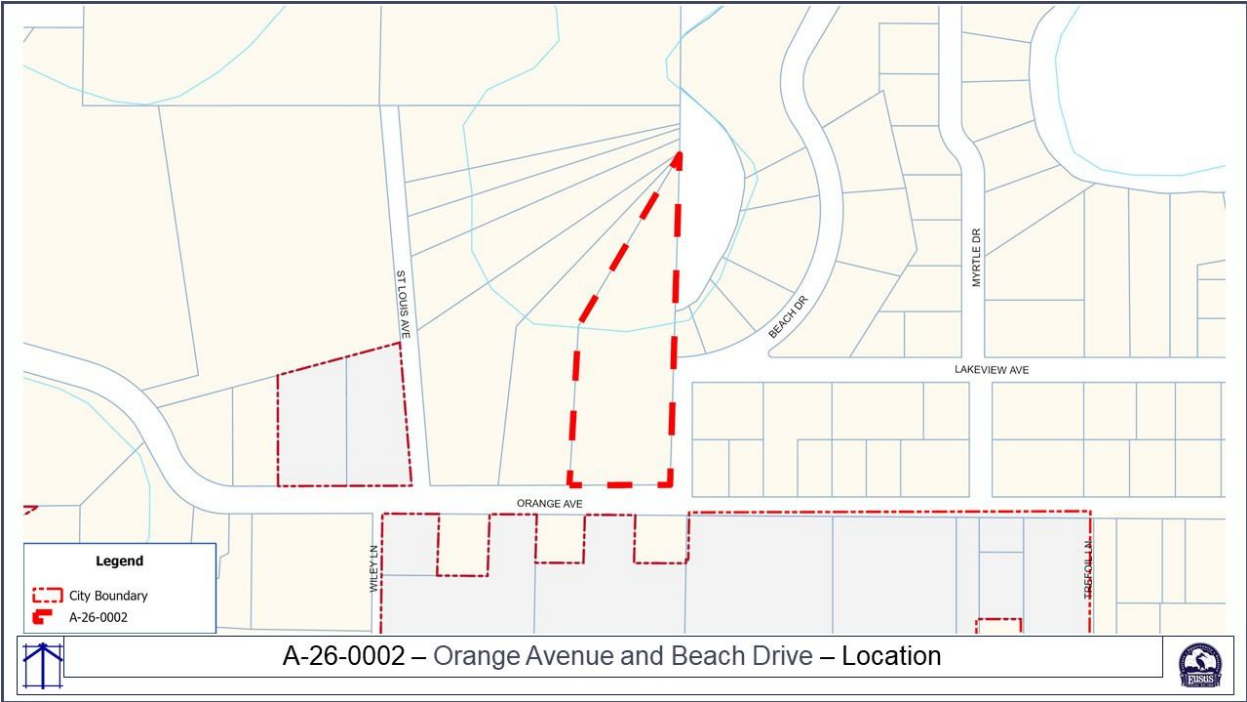 ST LOUIS AVE
BEACH DR
MYRTLE DR
LAKEVIEW AVE
ORANGE AVE
WILEY LN
TREFOIL LN
Legend
City Boundary
A-26-0002
A-26-0002 – Orange Avenue and Beach Drive – Location
EUSTIS